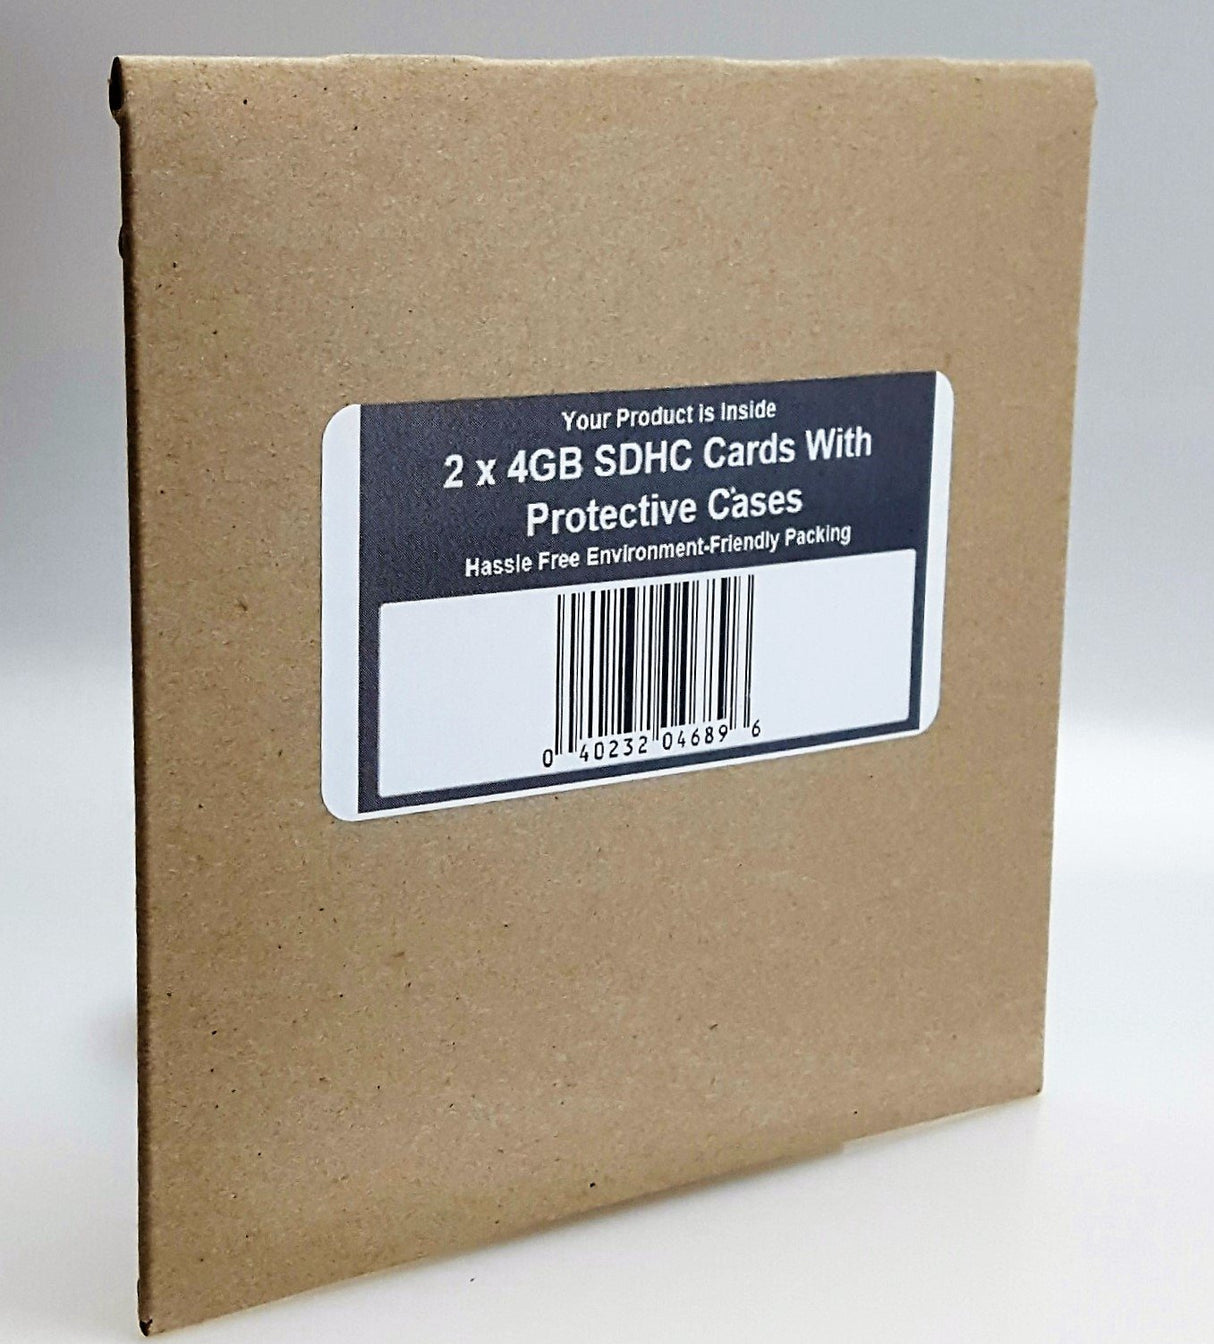 Your Product is Inside
2 x 4GB SDHC Cards With
Protective Cases
Hassle Free Environment-Friendly Packing
0 40232 04689 6